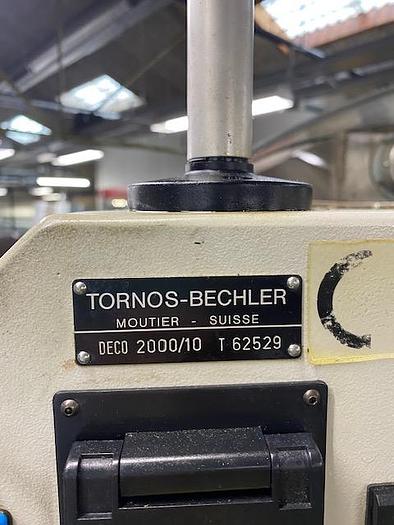 TORNOS-BECHLER
MOUTIER - SUISSE
DECO 2000/10 T 62529